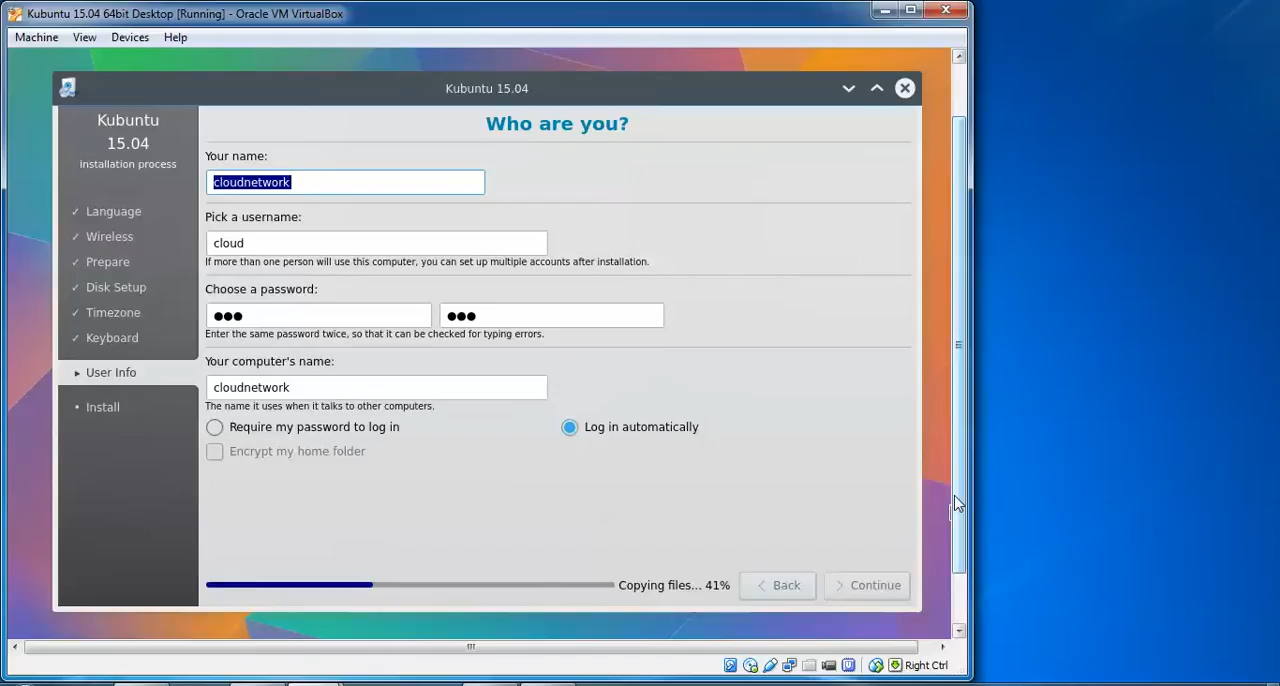 Kubuntu 15.04 64bit Desktop [Running] - Oracle VM VirtualBox
Machine View Devices Help
Kubuntu 15.04
Kubuntu
15.04
installation process
✓ Language
✓ Wireless
✓ Prepare
✓ Disk Setup
✓ Timezone
✓ Keyboard
▸ User Info
• Install
Who are you?
Your name:
cloudnetwork
Pick a username:
cloud
If more than one person will use this computer, you can set up multiple accounts after installation.
Choose a password:
●●● ●●●
Enter the same password twice, so that it can be checked for typing errors.
Your computer's name:
cloudnetwork
The name it uses when it talks to other computers.
Require my password to log in Log in automatically
Encrypt my home folder
Copying files... 41% Back Continue
Right Ctrl